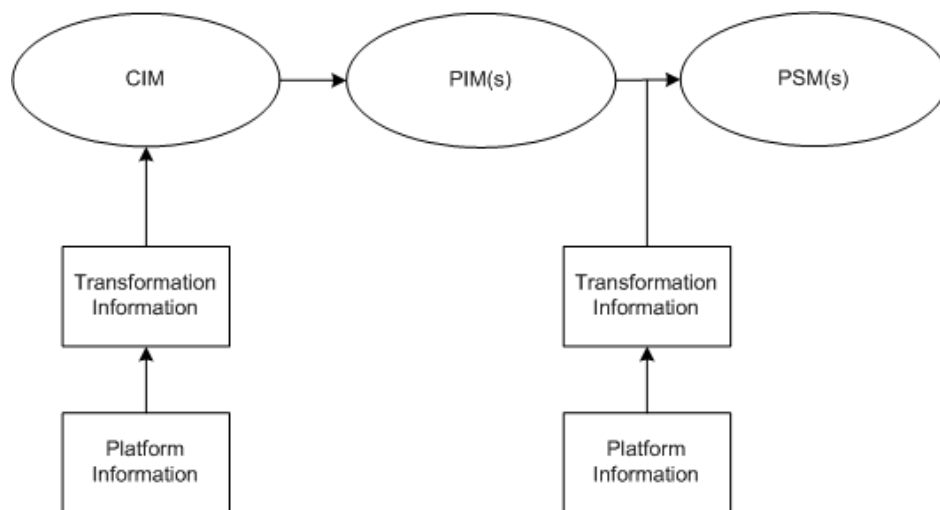 CIM
PIM(s)
PSM(s)
Transformation
Information
Transformation
Information
Platform
Information
Platform
Information